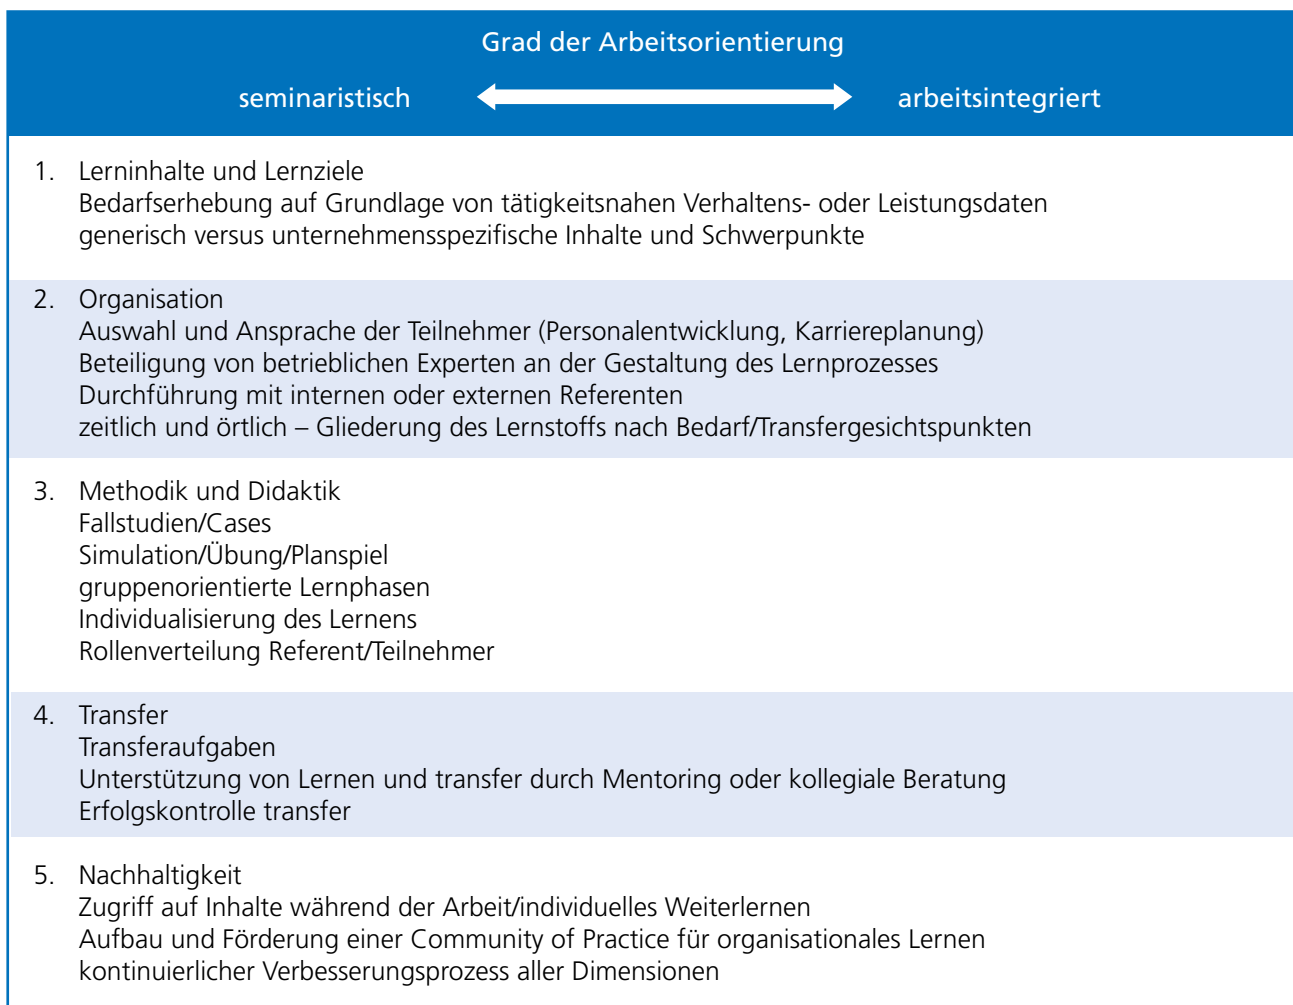 Grad der Arbeitsorientierung
seminaristisch arbeitsintegriert
1. Lerninhalte und Lernziele
Bedarfserhebung auf Grundlage von tätigkeitsnahen Verhaltens- oder Leistungsdaten
generisch versus unternehmensspezifische Inhalte und Schwerpunkte
2. Organisation
Auswahl und Ansprache der Teilnehmer (Personalentwicklung, Karriereplanung)
Beteiligung von betrieblichen Experten an der Gestaltung des Lernprozesses
Durchführung mit internen oder externen Referenten
zeitlich und örtlich – Gliederung des Lernstoffs nach Bedarf/Transfergesichtspunkten
3. Methodik und Didaktik
Fallstudien/Cases
Simulation/Übung/Planspiel
gruppenorientierte Lernphasen
Individualisierung des Lernens
Rollenverteilung Referent/Teilnehmer
4. Transfer
Transferaufgaben
Unterstützung von Lernen und transfer durch Mentoring oder kollegiale Beratung
Erfolgskontrolle transfer
5. Nachhaltigkeit
Zugriff auf Inhalte während der Arbeit/individuelles Weiterlernen
Aufbau und Förderung einer Community of Practice für organisationales Lernen
kontinuierlicher Verbesserungsprozess aller Dimensionen